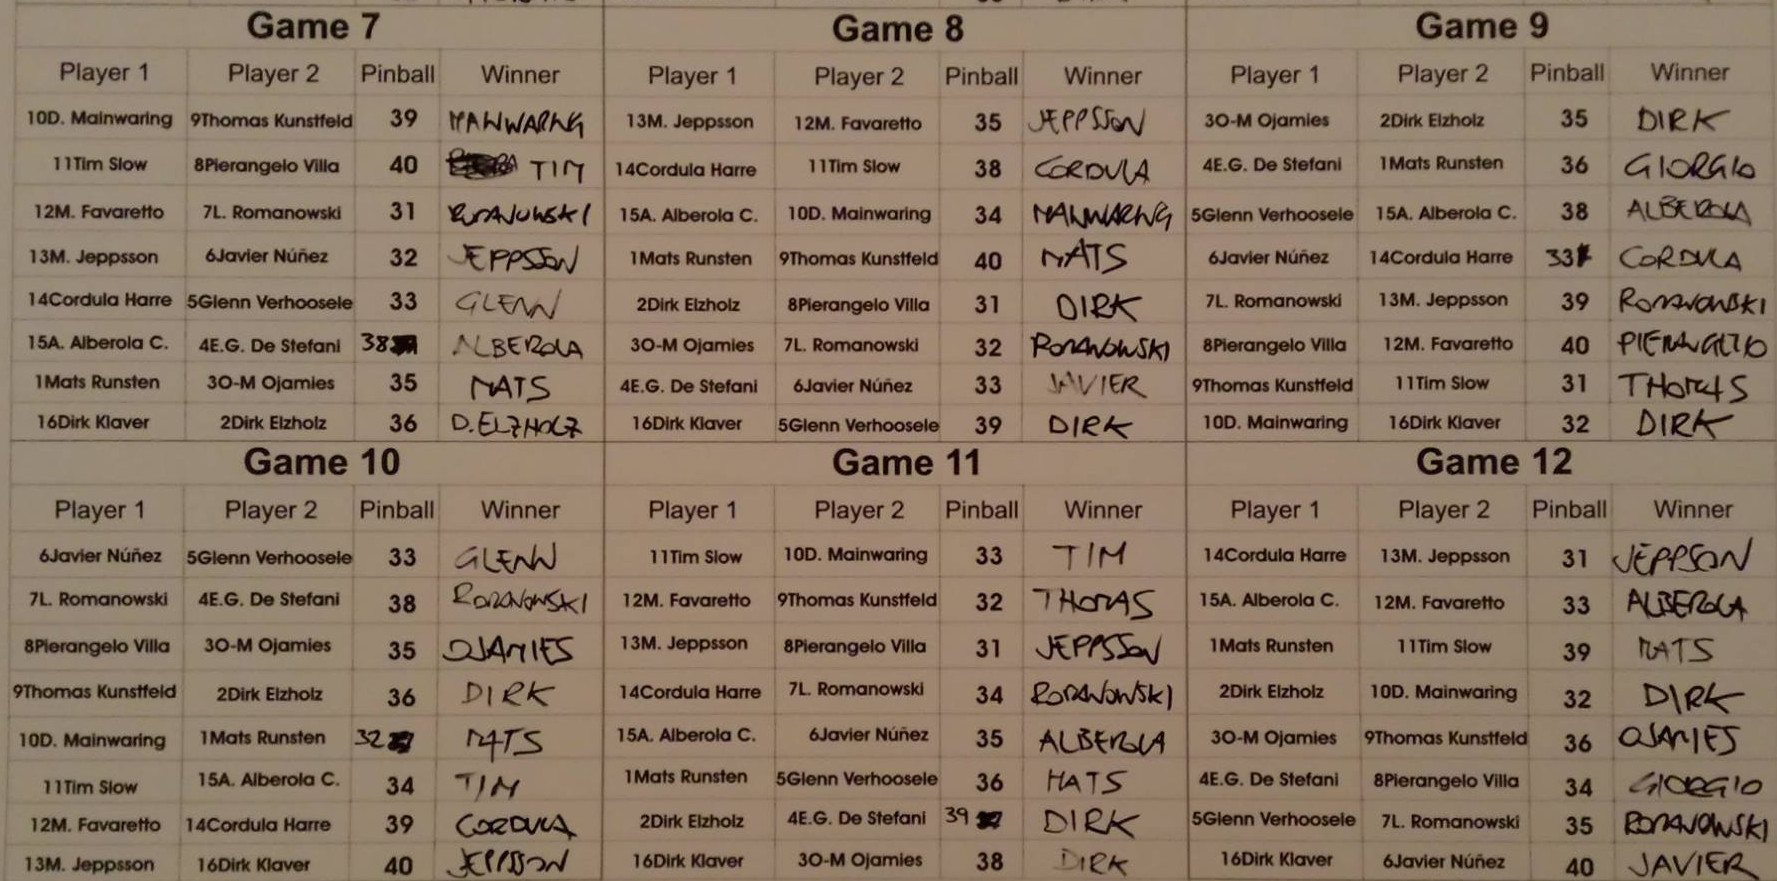 Game 7 Game 8 Game 9
Player 1 Player 2 Pinball Winner Player 1 Player 2 Pinball Winner Player 1 Player 2 Pinball Winner
10D. Mainwaring 9Thomas Kunstfeld 39 MAINWARING 13M. Jeppsson 12M. Favaretto 35 JEPPSSON 3O-M Ojamies 2Dirk Elzholz 35 DIRK
11Tim Slow 8Pierangelo Villa 40 TIM 14Cordula Harre 11Tim Slow 38 CORDULA 4E.G. De Stefani 1Mats Runsten 36 GIORGIO
12M. Favaretto 7L. Romanowski 31 ROMANOWSKI 15A. Alberola C. 10D. Mainwaring 34 MAINWARING 5Glenn Verhoosele 15A. Alberola C. 38 ALBEROLA
13M. Jeppsson 6Javier Núñez 32 JEPPSSON 1Mats Runsten 9Thomas Kunstfeld 40 MATS 6Javier Núñez 14Cordula Harre 33 CORDULA
14Cordula Harre 5Glenn Verhoosele 33 GLENN 2Dirk Elzholz 8Pierangelo Villa 31 DIRK 7L. Romanowski 13M. Jeppsson 39 ROMANOWSKI
15A. Alberola C. 4E.G. De Stefani 38 ALBEROLA 3O-M Ojamies 7L. Romanowski 32 ROMANOWSKI 8Pierangelo Villa 12M. Favaretto 40 PIERANGELO
1Mats Runsten 3O-M Ojamies 35 MATS 4E.G. De Stefani 6Javier Núñez 33 JAVIER 9Thomas Kunstfeld 11Tim Slow 31 THOMAS
16Dirk Klaver 2Dirk Elzholz 36 D.ELZHOLZ 16Dirk Klaver 5Glenn Verhoosele 39 DIRK 10D. Mainwaring 16Dirk Klaver 32 DIRK
Game 10 Game 11 Game 12
Player 1 Player 2 Pinball Winner Player 1 Player 2 Pinball Winner Player 1 Player 2 Pinball Winner
6Javier Núñez 5Glenn Verhoosele 33 GLENN 11Tim Slow 10D. Mainwaring 33 TIM 14Cordula Harre 13M. Jeppsson 31 JEPPSON
7L. Romanowski 4E.G. De Stefani 38 ROMANOWSKI 12M. Favaretto 9Thomas Kunstfeld 32 THOMAS 15A. Alberola C. 12M. Favaretto 33 ALBEROLA
8Pierangelo Villa 3O-M Ojamies 35 OJAMIES 13M. Jeppsson 8Pierangelo Villa 31 JEPPSSON 1Mats Runsten 11Tim Slow 39 MATS
9Thomas Kunstfeld 2Dirk Elzholz 36 DIRK 14Cordula Harre 7L. Romanowski 34 ROMANOWSKI 2Dirk Elzholz 10D. Mainwaring 32 DIRK
10D. Mainwaring 1Mats Runsten 32 MATS 15A. Alberola C. 6Javier Núñez 35 ALBEROLA 3O-M Ojamies 9Thomas Kunstfeld 36 OJAMIES
11Tim Slow 15A. Alberola C. 34 TIM 1Mats Runsten 5Glenn Verhoosele 36 MATS 4E.G. De Stefani 8Pierangelo Villa 34 GIORGIO
12M. Favaretto 14Cordula Harre 39 CORDULA 2Dirk Elzholz 4E.G. De Stefani 39 DIRK 5Glenn Verhoosele 7L. Romanowski 35 ROMANOWSKI
13M. Jeppsson 16Dirk Klaver 40 JEPPSSON 16Dirk Klaver 3O-M Ojamies 38 DIRK 16Dirk Klaver 6Javier Núñez 40 JAVIER